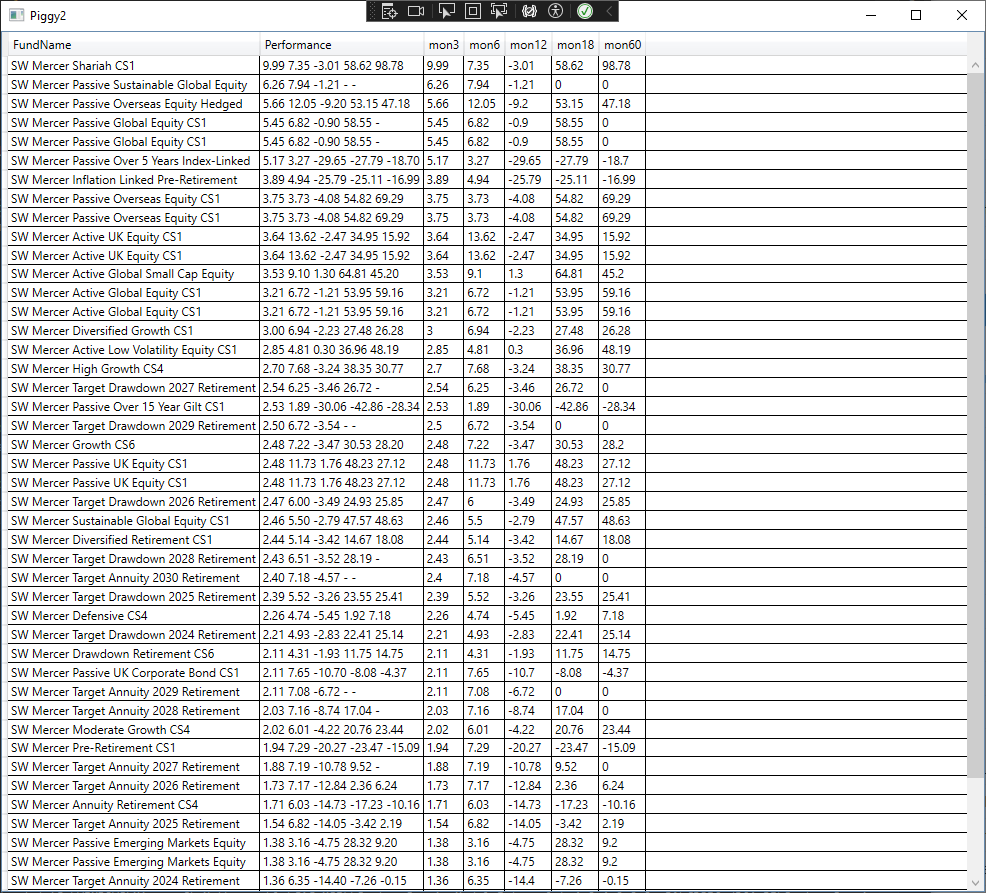 Piggy2
FundName Performance mon3 mon6 mon12 mon18 mon60
SW Mercer Shariah CS1 9.99 7.35 -3.01 58.62 98.78 9.99 7.35 -3.01 58.62 98.78
SW Mercer Passive Sustainable Global Equity 6.26 7.94 -1.21 - - 6.26 7.94 -1.21 0 0
SW Mercer Passive Overseas Equity Hedged 5.66 12.05 -9.20 53.15 47.18 5.66 12.05 -9.2 53.15 47.18
SW Mercer Passive Global Equity CS1 5.45 6.82 -0.90 58.55 - 5.45 6.82 -0.9 58.55 0
SW Mercer Passive Global Equity CS1 5.45 6.82 -0.90 58.55 - 5.45 6.82 -0.9 58.55 0
SW Mercer Passive Over 5 Years Index-Linked 5.17 3.27 -29.65 -27.79 -18.70 5.17 3.27 -29.65 -27.79 -18.7
SW Mercer Inflation Linked Pre-Retirement 3.89 4.94 -25.79 -25.11 -16.99 3.89 4.94 -25.79 -25.11 -16.99
SW Mercer Passive Overseas Equity CS1 3.75 3.73 -4.08 54.82 69.29 3.75 3.73 -4.08 54.82 69.29
SW Mercer Passive Overseas Equity CS1 3.75 3.73 -4.08 54.82 69.29 3.75 3.73 -4.08 54.82 69.29
SW Mercer Active UK Equity CS1 3.64 13.62 -2.47 34.95 15.92 3.64 13.62 -2.47 34.95 15.92
SW Mercer Active UK Equity CS1 3.64 13.62 -2.47 34.95 15.92 3.64 13.62 -2.47 34.95 15.92
SW Mercer Active Global Small Cap Equity 3.53 9.10 1.30 64.81 45.20 3.53 9.1 1.3 64.81 45.2
SW Mercer Active Global Equity CS1 3.21 6.72 -1.21 53.95 59.16 3.21 6.72 -1.21 53.95 59.16
SW Mercer Active Global Equity CS1 3.21 6.72 -1.21 53.95 59.16 3.21 6.72 -1.21 53.95 59.16
SW Mercer Diversified Growth CS1 3.00 6.94 -2.23 27.48 26.28 3 6.94 -2.23 27.48 26.28
SW Mercer Active Low Volatility Equity CS1 2.85 4.81 0.30 36.96 48.19 2.85 4.81 0.3 36.96 48.19
SW Mercer High Growth CS4 2.70 7.68 -3.24 38.35 30.77 2.7 7.68 -3.24 38.35 30.77
SW Mercer Target Drawdown 2027 Retirement 2.54 6.25 -3.46 26.72 - 2.54 6.25 -3.46 26.72 0
SW Mercer Passive Over 15 Year Gilt CS1 2.53 1.89 -30.06 -42.86 -28.34 2.53 1.89 -30.06 -42.86 -28.34
SW Mercer Target Drawdown 2029 Retirement 2.50 6.72 -3.54 - - 2.5 6.72 -3.54 0 0
SW Mercer Growth CS6 2.48 7.22 -3.47 30.53 28.20 2.48 7.22 -3.47 30.53 28.2
SW Mercer Passive UK Equity CS1 2.48 11.73 1.76 48.23 27.12 2.48 11.73 1.76 48.23 27.12
SW Mercer Passive UK Equity CS1 2.48 11.73 1.76 48.23 27.12 2.48 11.73 1.76 48.23 27.12
SW Mercer Target Drawdown 2026 Retirement 2.47 6.00 -3.49 24.93 25.85 2.47 6 -3.49 24.93 25.85
SW Mercer Sustainable Global Equity CS1 2.46 5.50 -2.79 47.57 48.63 2.46 5.5 -2.79 47.57 48.63
SW Mercer Diversified Retirement CS1 2.44 5.14 -3.42 14.67 18.08 2.44 5.14 -3.42 14.67 18.08
SW Mercer Target Drawdown 2028 Retirement 2.43 6.51 -3.52 28.19 - 2.43 6.51 -3.52 28.19 0
SW Mercer Target Annuity 2030 Retirement 2.40 7.18 -4.57 - - 2.4 7.18 -4.57 0 0
SW Mercer Target Drawdown 2025 Retirement 2.39 5.52 -3.26 23.55 25.41 2.39 5.52 -3.26 23.55 25.41
SW Mercer Defensive CS4 2.26 4.74 -5.45 1.92 7.18 2.26 4.74 -5.45 1.92 7.18
SW Mercer Target Drawdown 2024 Retirement 2.21 4.93 -2.83 22.41 25.14 2.21 4.93 -2.83 22.41 25.14
SW Mercer Drawdown Retirement CS6 2.11 4.31 -1.93 11.75 14.75 2.11 4.31 -1.93 11.75 14.75
SW Mercer Passive UK Corporate Bond CS1 2.11 7.65 -10.70 -8.08 -4.37 2.11 7.65 -10.7 -8.08 -4.37
SW Mercer Target Annuity 2029 Retirement 2.11 7.08 -6.72 - - 2.11 7.08 -6.72 0 0
SW Mercer Target Annuity 2028 Retirement 2.03 7.16 -8.74 17.04 - 2.03 7.16 -8.74 17.04 0
SW Mercer Moderate Growth CS4 2.02 6.01 -4.22 20.76 23.44 2.02 6.01 -4.22 20.76 23.44
SW Mercer Pre-Retirement CS1 1.94 7.29 -20.27 -23.47 -15.09 1.94 7.29 -20.27 -23.47 -15.09
SW Mercer Target Annuity 2027 Retirement 1.88 7.19 -10.78 9.52 - 1.88 7.19 -10.78 9.52 0
SW Mercer Target Annuity 2026 Retirement 1.73 7.17 -12.84 2.36 6.24 1.73 7.17 -12.84 2.36 6.24
SW Mercer Annuity Retirement CS4 1.71 6.03 -14.73 -17.23 -10.16 1.71 6.03 -14.73 -17.23 -10.16
SW Mercer Target Annuity 2025 Retirement 1.54 6.82 -14.05 -3.42 2.19 1.54 6.82 -14.05 -3.42 2.19
SW Mercer Passive Emerging Markets Equity 1.38 3.16 -4.75 28.32 9.20 1.38 3.16 -4.75 28.32 9.2
SW Mercer Passive Emerging Markets Equity 1.38 3.16 -4.75 28.32 9.20 1.38 3.16 -4.75 28.32 9.2
SW Mercer Target Annuity 2024 Retirement 1.36 6.35 -14.40 -7.26 -0.15 1.36 6.35 -14.4 -7.26 -0.15